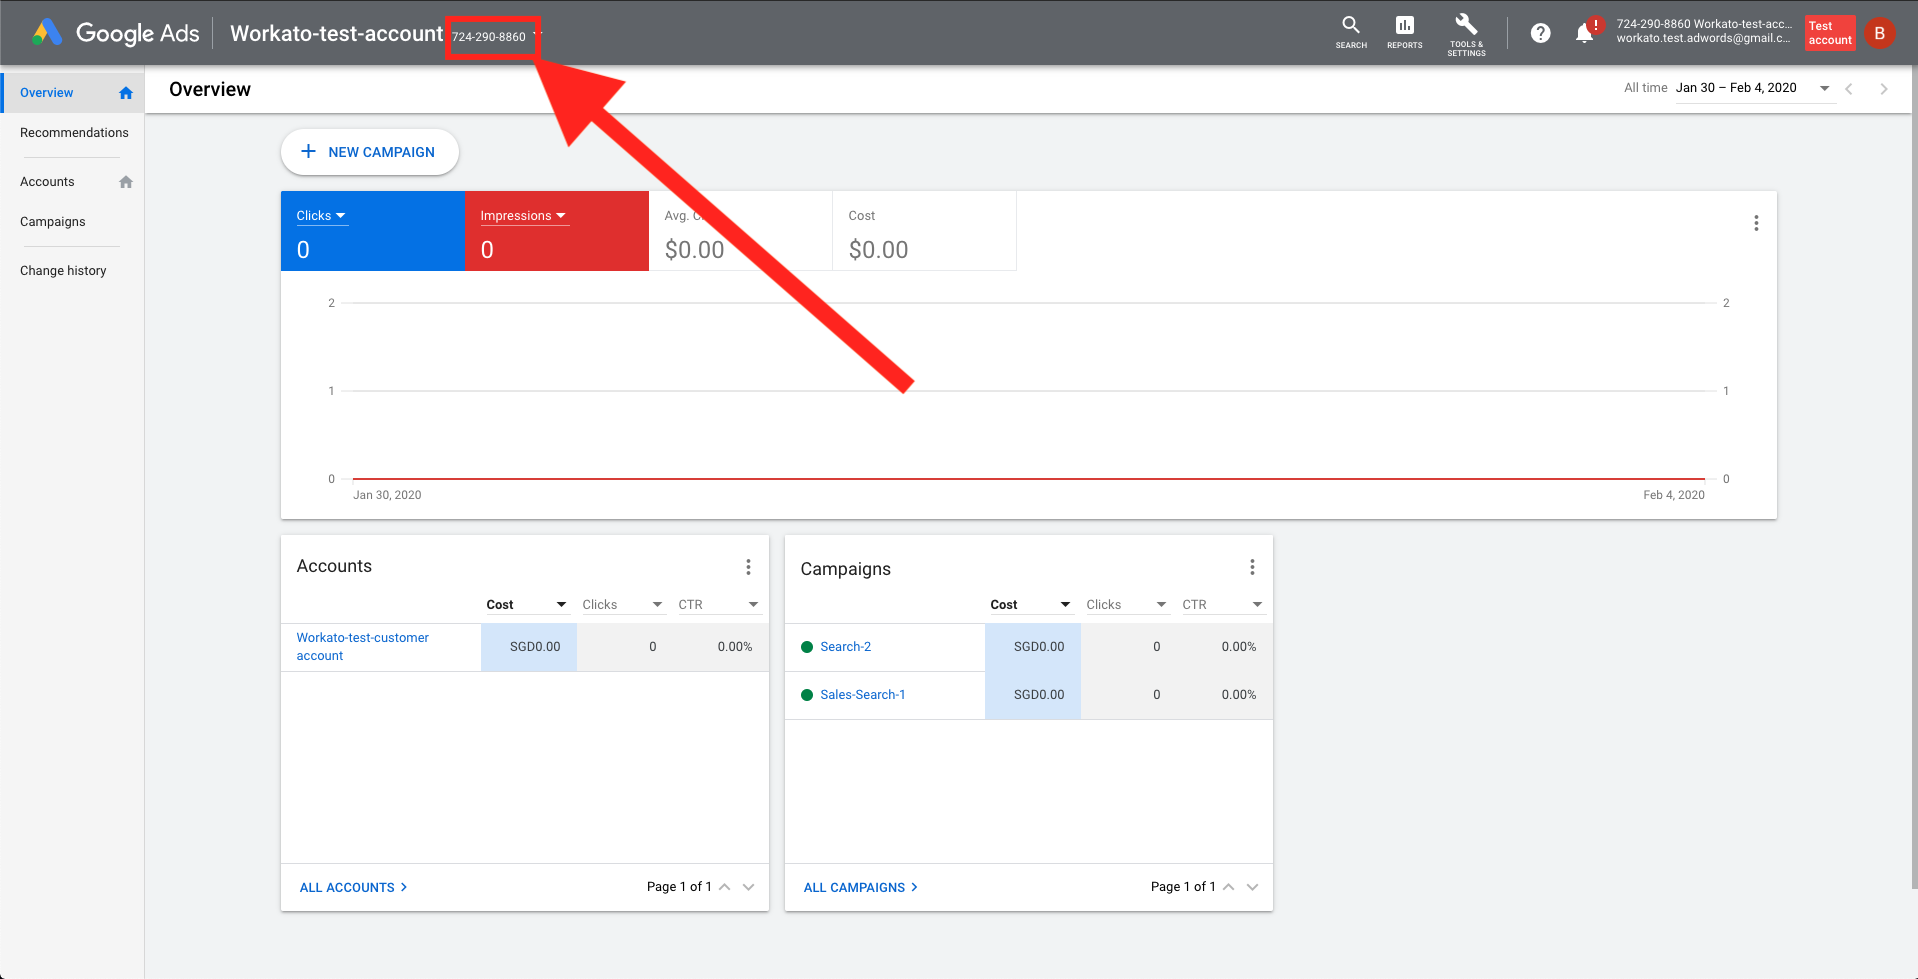 Google Ads
Workato-test-account 724-290-8860
SEARCH
REPORTS
TOOLS &
SETTINGS
?
!
724-290-8860 Workato-test-acc...
workato.test.adwords@gmail.c...
Test
account
B
Overview
Recommendations
Accounts
Campaigns
Change history
Overview
All time Jan 30 – Feb 4, 2020
+ NEW CAMPAIGN
Clicks
0
Impressions
0
Avg.
$0.00
Cost
$0.00
2 2
1 1
0 0
Jan 30, 2020 Feb 4, 2020
Accounts
Cost Clicks CTR
Workato-test-customer
account
SGD0.00 0 0.00%
ALL ACCOUNTS Page 1 of 1
Campaigns
Cost Clicks CTR
Search-2 SGD0.00 0 0.00%
Sales-Search-1 SGD0.00 0 0.00%
ALL CAMPAIGNS Page 1 of 1